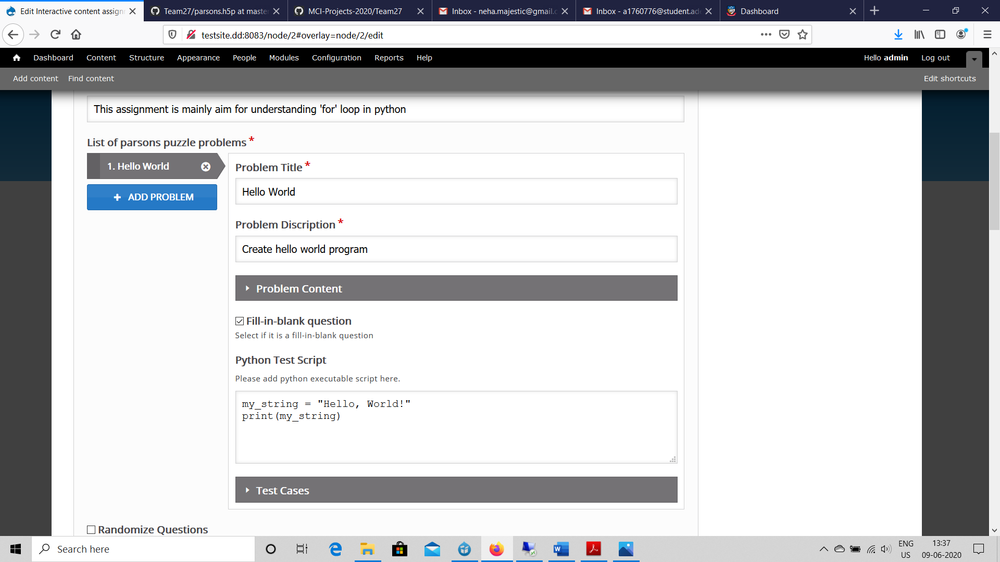 Edit Interactive content assign
Team27/parsons.h5p at master
MCI-Projects-2020/Team27
Inbox - neha.majestic@gmail.c
Inbox - a1760776@student.ade
Dashboard
testsite.dd:8083/node/2#overlay=node/2/edit
Dashboard Content Structure Appearance People Modules Configuration Reports Help Hello admin Log out
Add content Find content Edit shortcuts
This assignment is mainly aim for understanding 'for' loop in python
List of parsons puzzle problems *
1. Hello World
+ ADD PROBLEM
Problem Title *
Hello World
Problem Discription *
Create hello world program
Problem Content
Fill-in-blank question
Select if it is a fill-in-blank question
Python Test Script
Please add python executable script here.
my_string = "Hello, World!"
print(my_string)
Test Cases
Randomize Questions
Search here
ENG
US
13:37
09-06-2020